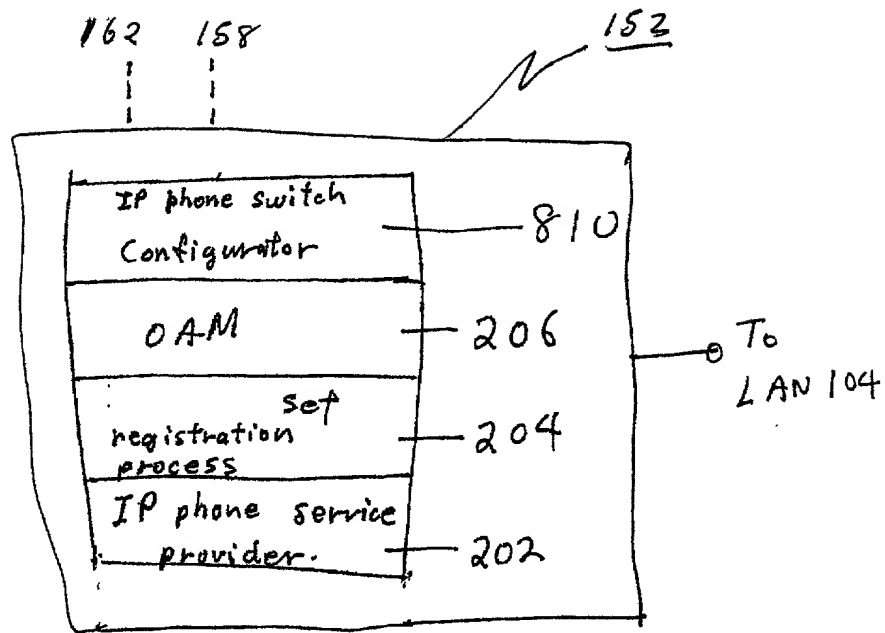 162 158
152
IP phone switch
Configurator
810
OAM
206
To
LAN 104
set
registration
process
204
IP phone service
provider.
202